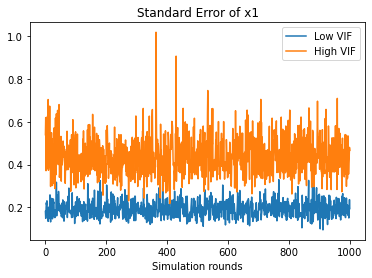 Standard Error of x1
Low VIF
High VIF
1.0
0.8
0.6
0.4
0.2
0 200 400 600 800 1000
Simulation rounds